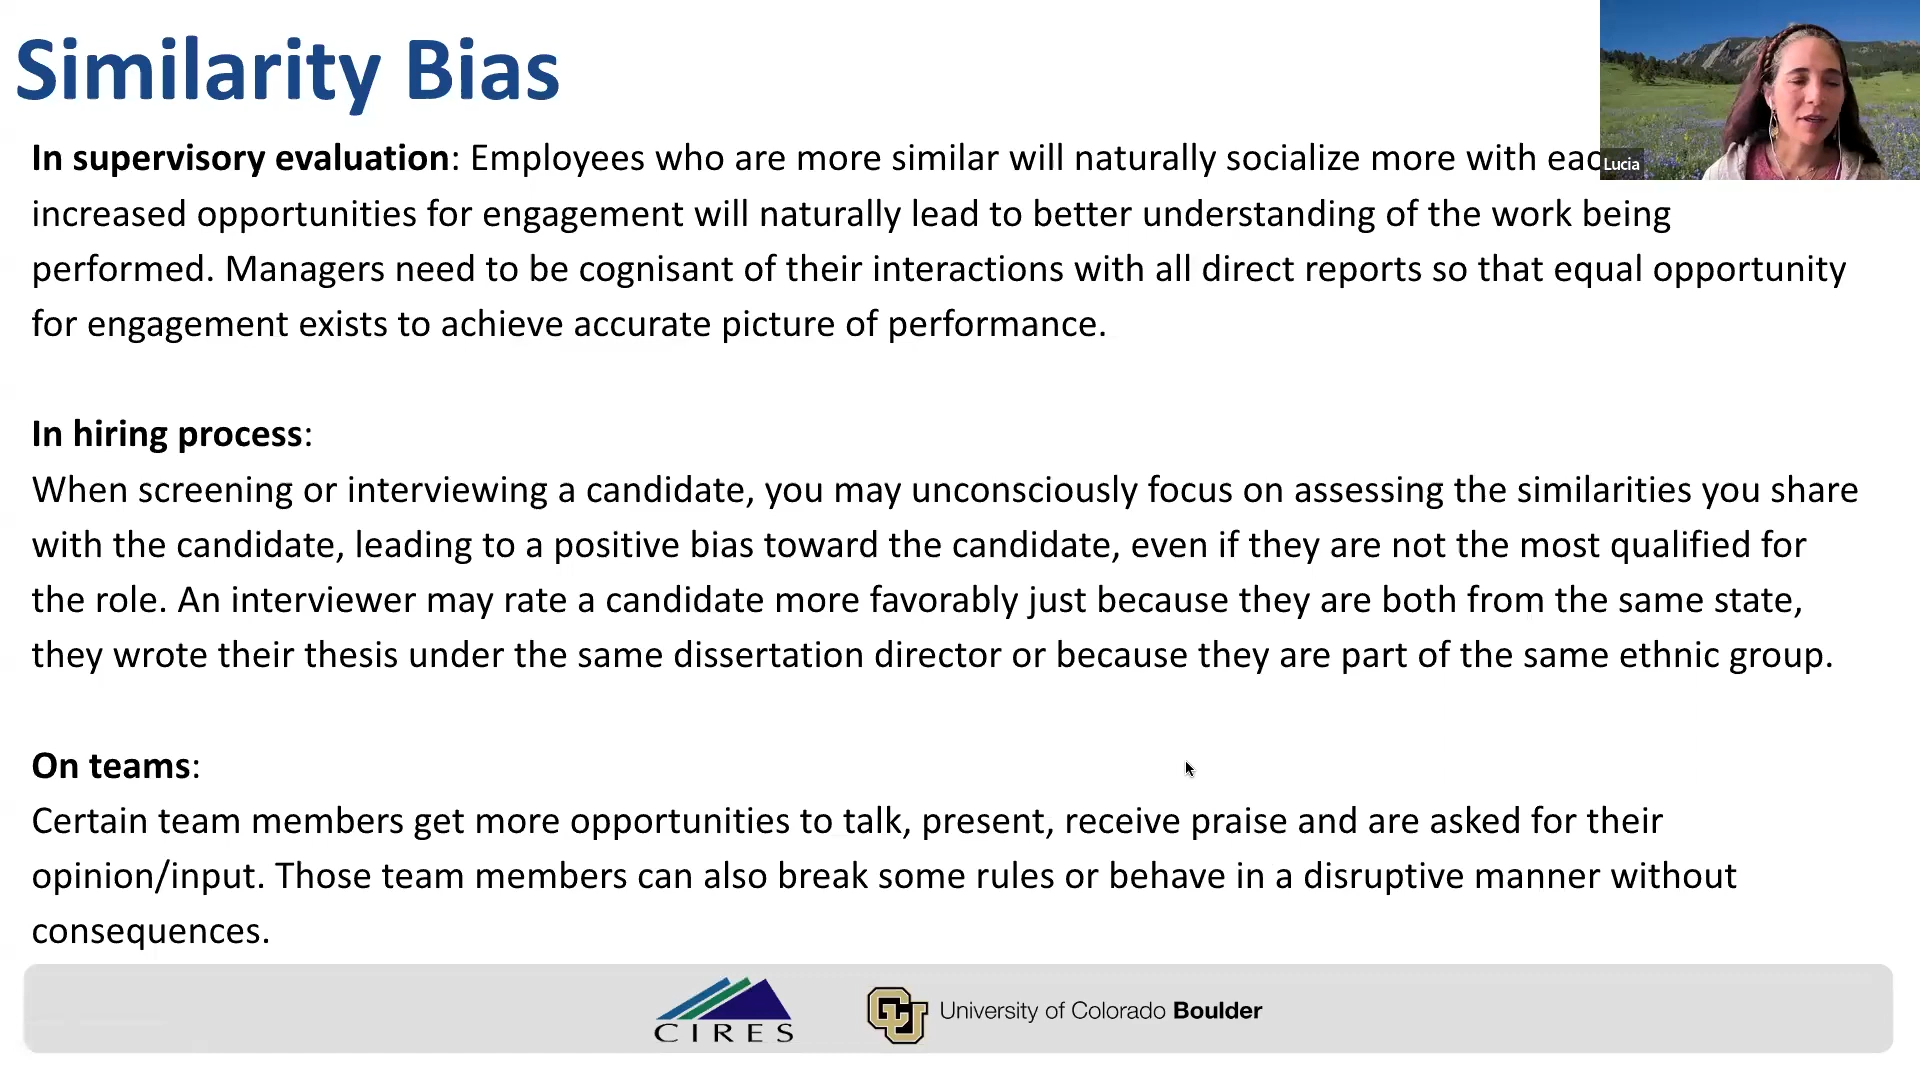 Similarity Bias
In supervisory evaluation: Employees who are more similar will naturally socialize more with
Lucia
increased opportunities for engagement will naturally lead to better understanding of the work being
performed. Managers need to be cognisant of their interactions with all direct reports so that equal opportunity
for engagement exists to achieve accurate picture of performance.
In hiring process:
When screening or interviewing a candidate, you may unconsciously focus on assessing the similarities you share
with the candidate, leading to a positive bias toward the candidate, even if they are not the most qualified for
the role. An interviewer may rate a candidate more favorably just because they are both from the same state,
they wrote their thesis under the same dissertation director or because they are part of the same ethnic group.
On teams:
Certain team members get more opportunities to talk, present, receive praise and are asked for their
opinion/input. Those team members can also break some rules or behave in a disruptive manner without
consequences.
CIRES
CU University of Colorado Boulder